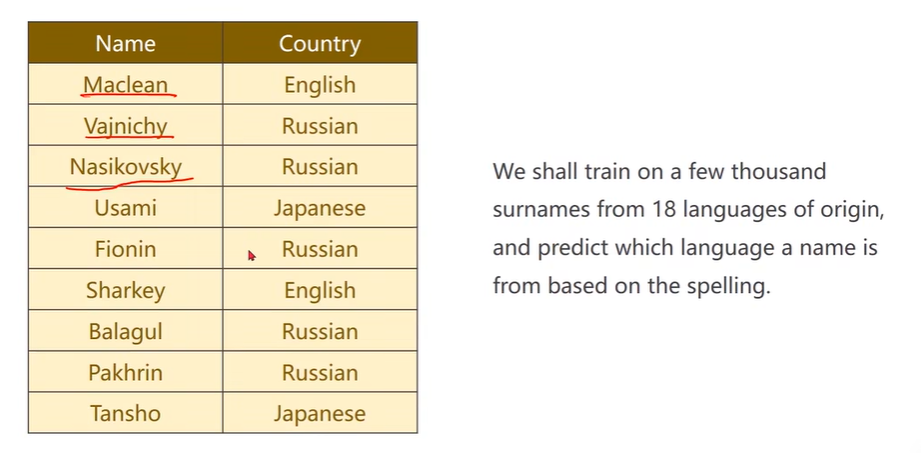 Name Country
Maclean English
Vajnichy Russian
Nasikovsky Russian
Usami Japanese
Fionin Russian
Sharkey English
Balagul Russian
Pakhrin Russian
Tansho Japanese
We shall train on a few thousand
surnames from 18 languages of origin,
and predict which language a name is
from based on the spelling.